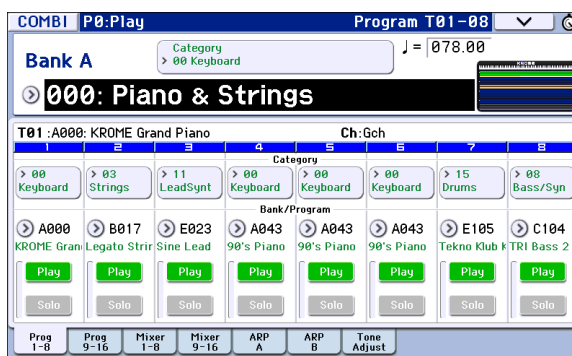 COMBI P0:Play Program T01-08
Bank A
Category
> 00 Keyboard
♩= 078.00
000: Piano & Strings
T01 :A000: KROME Grand Piano Ch:Gch
1 2 3 4 5 6 7 8
Category
> 00 > 03 > 11 > 00 > 00 > 00 > 15 > 08
Keyboard Strings LeadSynt Keyboard Keyboard Keyboard Drums Bass/Syn
Bank/Program
A000 B017 E023 A043 A043 A043 E105 C104
KROME Gran Legato Strir Sine Lead 90's Piano 90's Piano 90's Piano Tekno Klub K TRI Bass 2
Play Play Play Play Play Play Play Play
Solo Solo Solo Solo Solo Solo Solo Solo
Prog 1-8 Prog 9-16 Mixer 1-8 Mixer 9-16 ARP A ARP B Tone Adjust